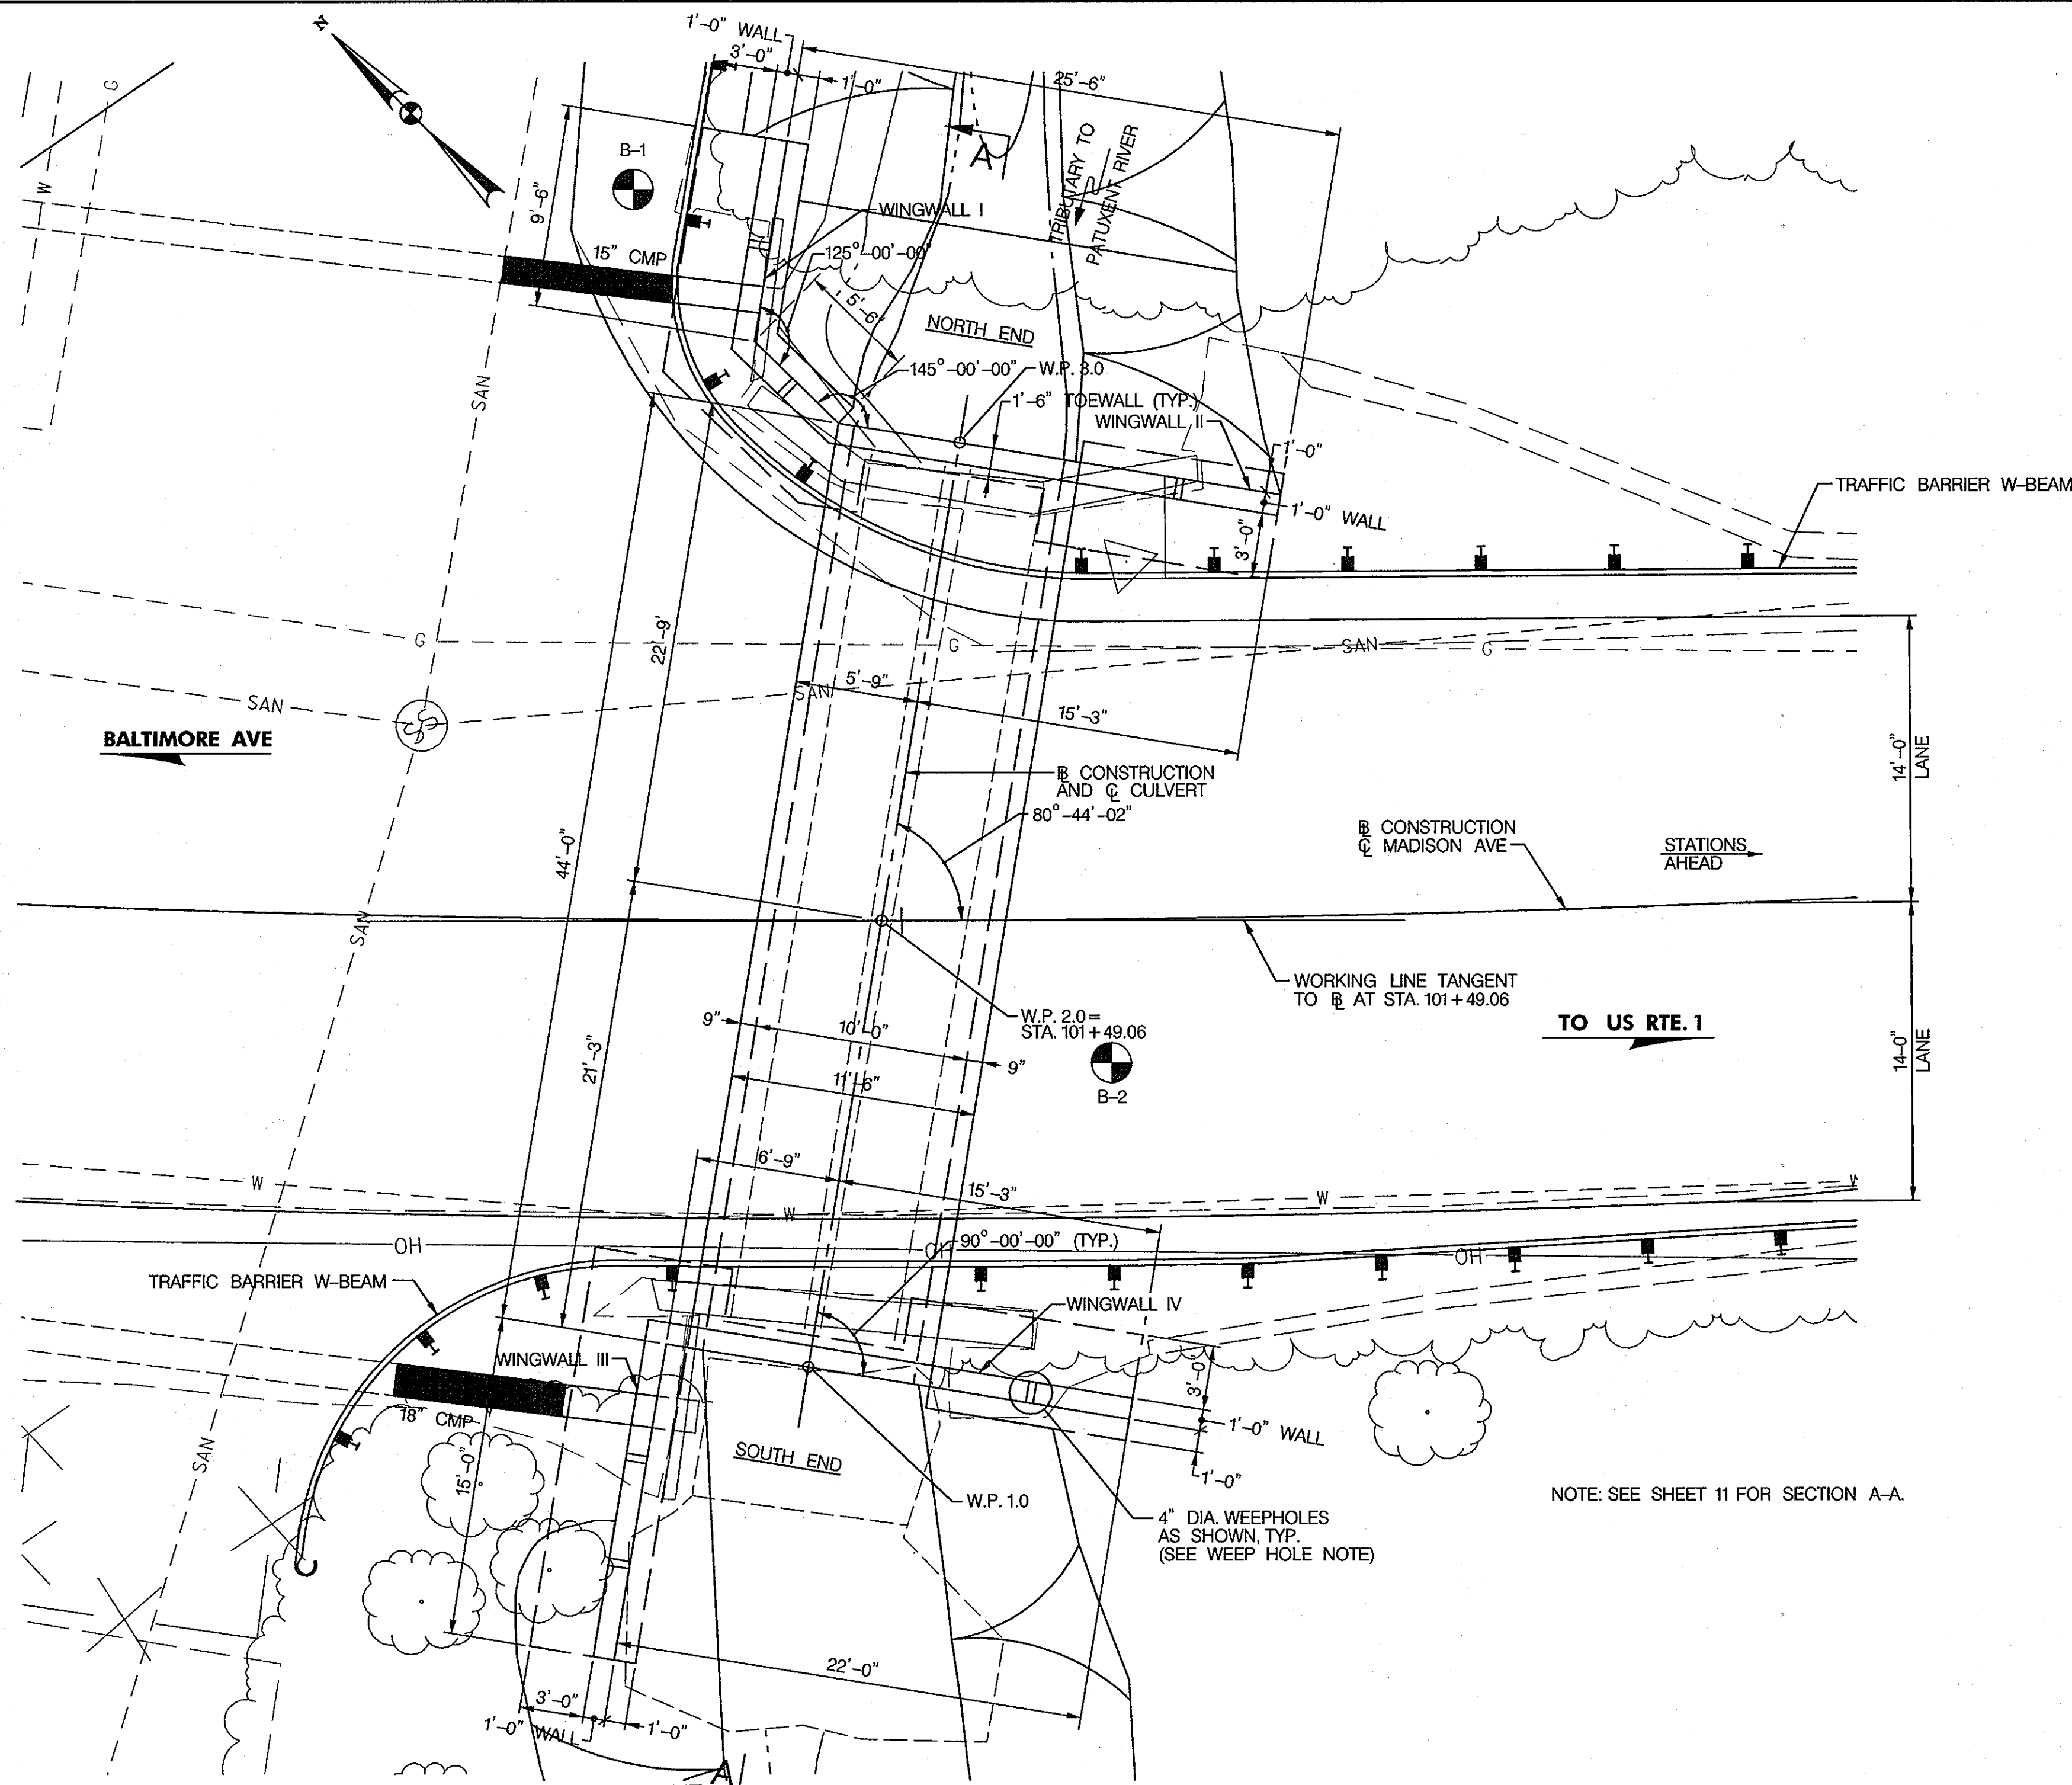 N
1'-0" WALL
3'-0"
1'-0"
25'-6"
G
W
B-1
A
TRIBUTARY TO
PATUXENT RIVER
9'-6"
WINGWALL I
15" CMP
125°-00'-00"
5'-6"
NORTH END
145°-00'-00"
W.P. 3.0
1'-6" TOEWALL (TYP.)
WINGWALL II
1'-0"
1'-0" WALL
3'-0"
TRAFFIC BARRIER W-BEAM
SAN
22'-9'
G
G
SAN
G
5'-9"
SAN
SAN
15'-3"
BALTIMORE AVE
14'-0"
LANE
℄ CONSTRUCTION
AND ℄ CULVERT
80°-44'-02"
44'-0"
℄ CONSTRUCTION
℄ MADISON AVE
STATIONS
AHEAD
SAN
WORKING LINE TANGENT
TO ℄ AT STA. 101+49.06
W.P. 2.0=
STA. 101+49.06
TO US RTE. 1
9"
10'-0"
9"
21'-3"
11'-6"
B-2
14-0"
LANE
6'-9"
15'-3"
W
W
W
OH
90°-00'-00" (TYP.)
OH
TRAFFIC BARRIER W-BEAM
WINGWALL IV
WINGWALL III
3'-0"
18" CMP
1'-0" WALL
SAN
SOUTH END
1'-0"
15'-0"
W.P. 1.0
NOTE: SEE SHEET 11 FOR SECTION A-A.
4" DIA. WEEPHOLES
AS SHOWN, TYP.
(SEE WEEP HOLE NOTE)
22'-0"
3'-0"
1'-0" WALL
1'-0"
A